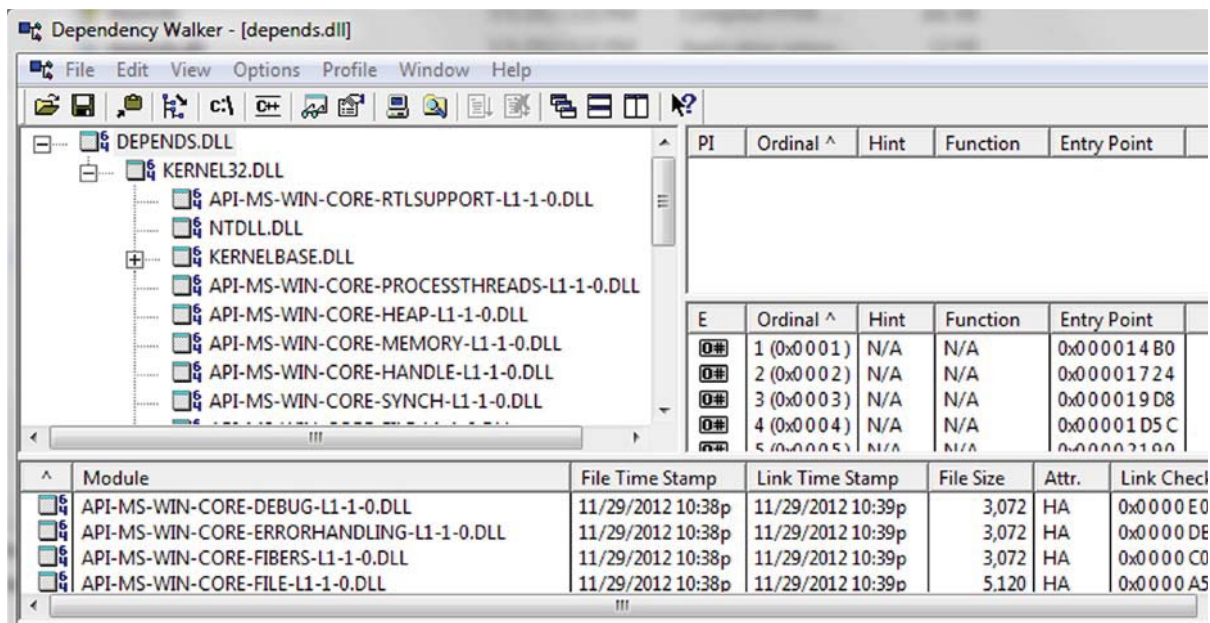 Dependency Walker - [depends.dll]
File Edit View Options Profile Window Help
C:\ C++
DEPENDS.DLL
KERNEL32.DLL
API-MS-WIN-CORE-RTLSUPPORT-L1-1-0.DLL
NTDLL.DLL
KERNELBASE.DLL
API-MS-WIN-CORE-PROCESSTHREADS-L1-1-0.DLL
API-MS-WIN-CORE-HEAP-L1-1-0.DLL
API-MS-WIN-CORE-MEMORY-L1-1-0.DLL
API-MS-WIN-CORE-HANDLE-L1-1-0.DLL
API-MS-WIN-CORE-SYNCH-L1-1-0.DLL
PI Ordinal ^ Hint Function Entry Point
E Ordinal ^ Hint Function Entry Point
O# 1 (0x0001) N/A N/A 0x000014B0
O# 2 (0x0002) N/A N/A 0x00001724
O# 3 (0x0003) N/A N/A 0x000019D8
O# 4 (0x0004) N/A N/A 0x00001D5C
O# 5 (0x0005) N/A N/A 0x00002190
^ Module File Time Stamp Link Time Stamp File Size Attr. Link Check
API-MS-WIN-CORE-DEBUG-L1-1-0.DLL 11/29/2012 10:38p 11/29/2012 10:39p 3,072 HA 0x0000E0
API-MS-WIN-CORE-ERRORHANDLING-L1-1-0.DLL 11/29/2012 10:38p 11/29/2012 10:39p 3,072 HA 0x0000DE
API-MS-WIN-CORE-FIBERS-L1-1-0.DLL 11/29/2012 10:38p 11/29/2012 10:39p 3,072 HA 0x0000C0
API-MS-WIN-CORE-FILE-L1-1-0.DLL 11/29/2012 10:38p 11/29/2012 10:39p 5,120 HA 0x0000A5